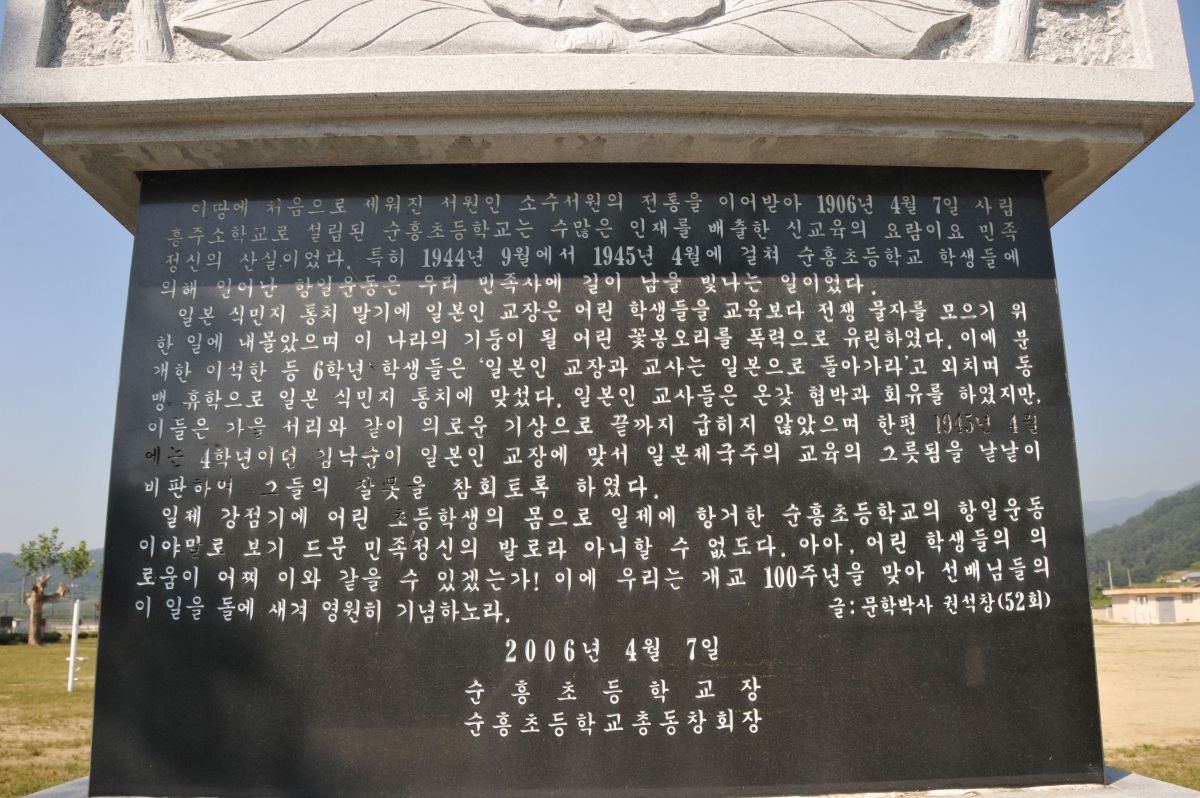 이땅에 처음으로 세워진 서원인 소수서원의 전통을 이어받아 1906년 4월 7일 사립
흥주소학교로 설립된 순흥초등학교는 수많은 인재를 배출한 신교육의 요람이요 민족
정신의 산실이었다. 특히 1944년 9월에서 1945년 4월에 걸쳐 순흥초등학교 학생들에
의해 일어난 항일운동은 우리 민족사에 길이 남을 빛나는 일이었다.
일본 식민지 통치 말기에 일본인 교장은 어린 학생들을 교육보다 전쟁 물자를 모으기 위
한 일에 내몰았으며 이 나라의 기둥이 될 어린 꽃봉오리를 폭력으로 유린하였다. 이에 분
개한 이석한 등 6학년 학생들은 '일본인 교장과 교사는 일본으로 돌아가라'고 외치며 동
맹 휴학으로 일본 식민지 통치에 맞섰다. 일본인 교사들은 온갖 협박과 회유를 하였지만,
이들은 가을 서리와 같이 의로운 기상으로 끝까지 굽히지 않았으며 한편 1945년 4월
에는 4학년이던 김낙순이 일본인 교장에 맞서 일본제국주의 교육의 그릇됨을 낱낱이
비판하며 그들의 잘못을 참회토록 하였다.
일제 강점기에 어린 초등학생의 몸으로 일제에 항거한 순흥초등학교의 항일운동
이야말로 보기 드문 민족정신의 발로라 아니할 수 없도다. 아아, 어린 학생들의 의
로움이 어찌 이와 같을 수 있겠는가! 이에 우리는 개교 100주년을 맞아 선배님들의
이 일을 돌에 새겨 영원히 기념하노라. 글: 문학박사 권석창(52회)
2006년 4월 7일
순흥초등학교장
순흥초등학교총동창회장